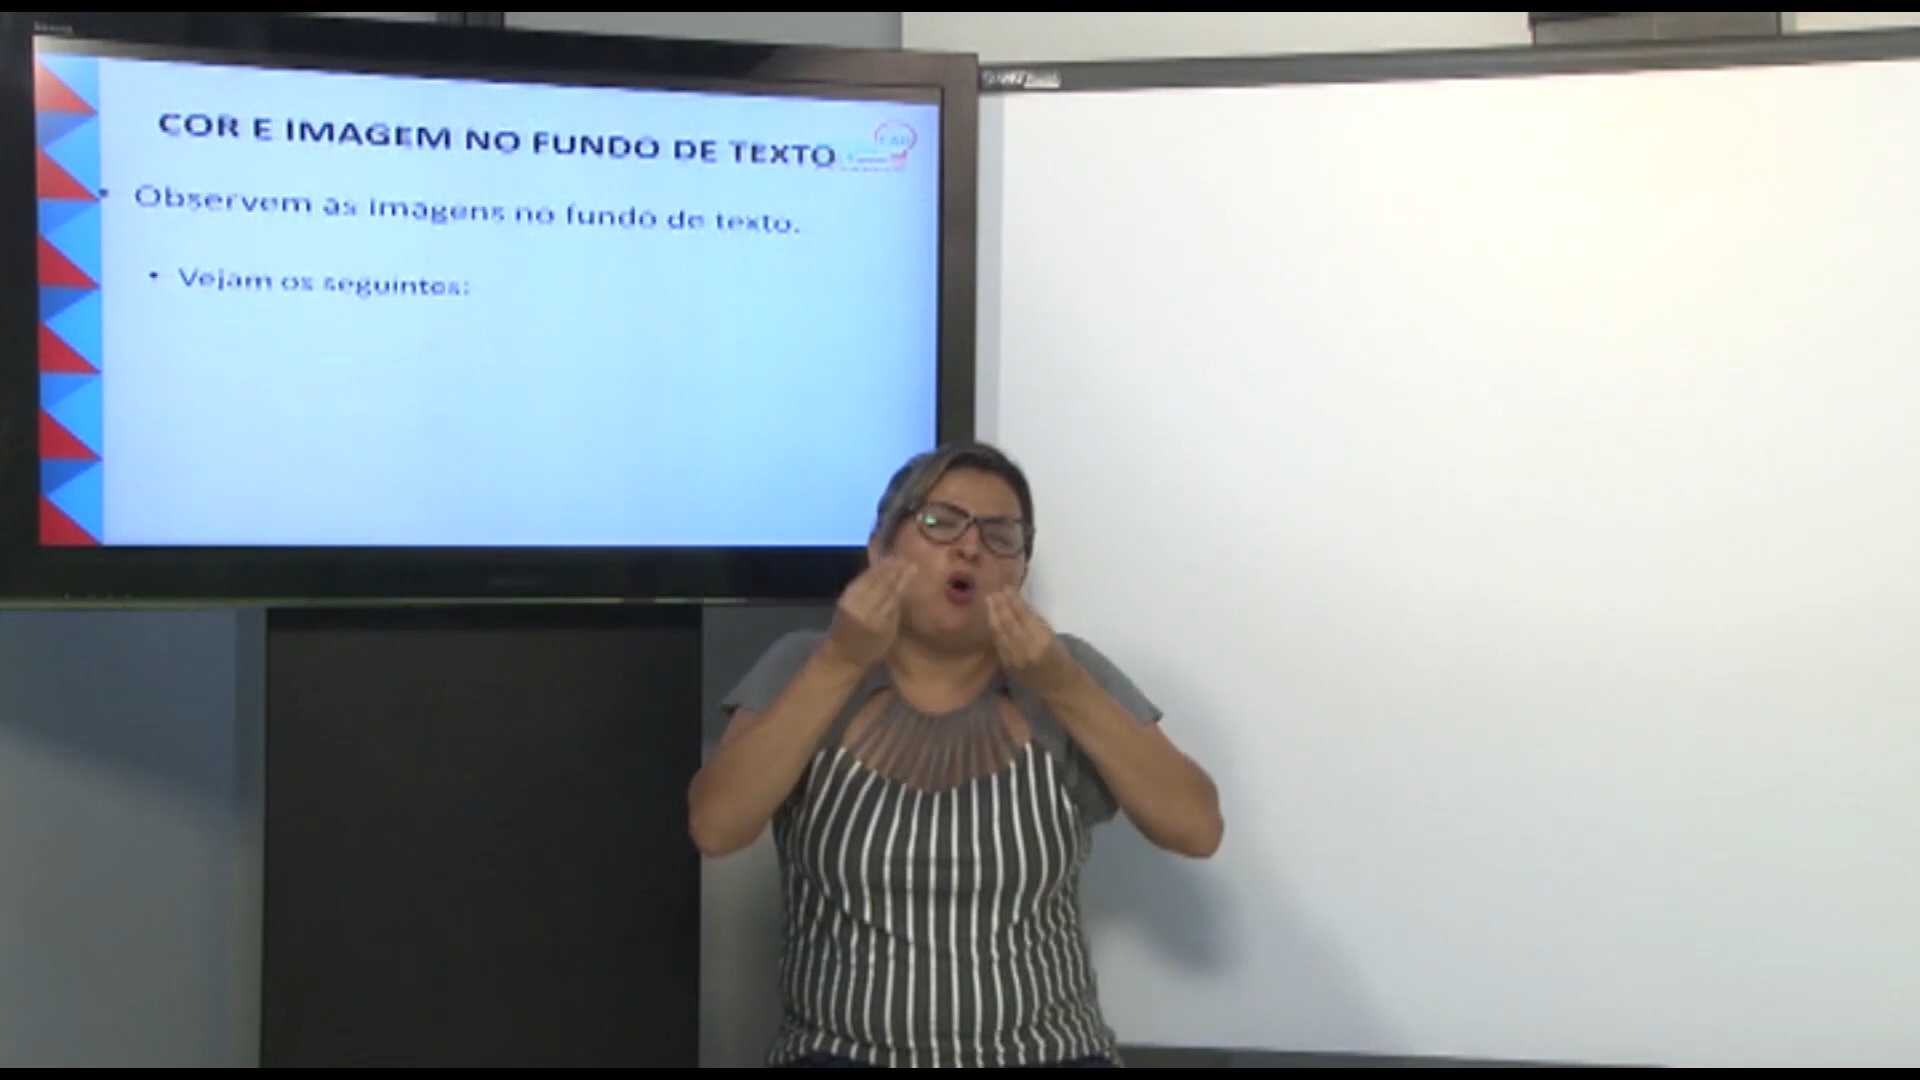 COR E IMAGEM NO FUNDO DE TEXTO
• Observem as imagens no fundo de texto.
• Vejam os seguintes: